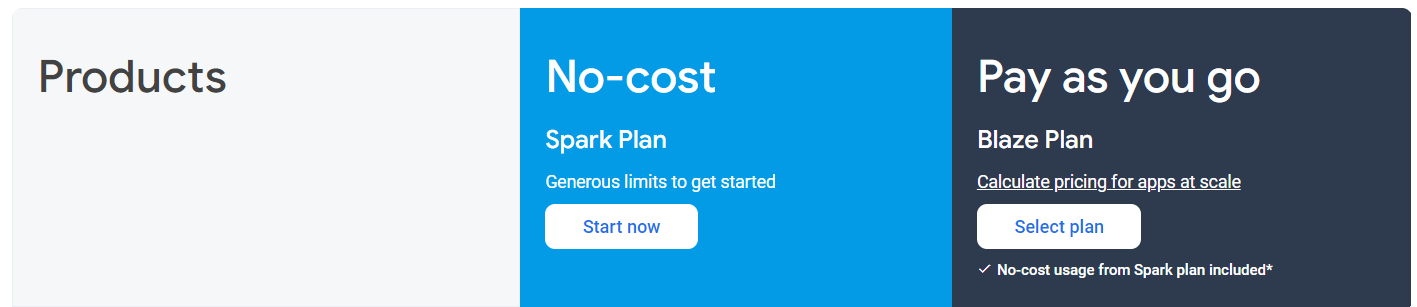 Products
No-cost
Spark Plan
Generous limits to get started
Start now
Pay as you go
Blaze Plan
Calculate pricing for apps at scale
Select plan
✓ No-cost usage from Spark plan included*